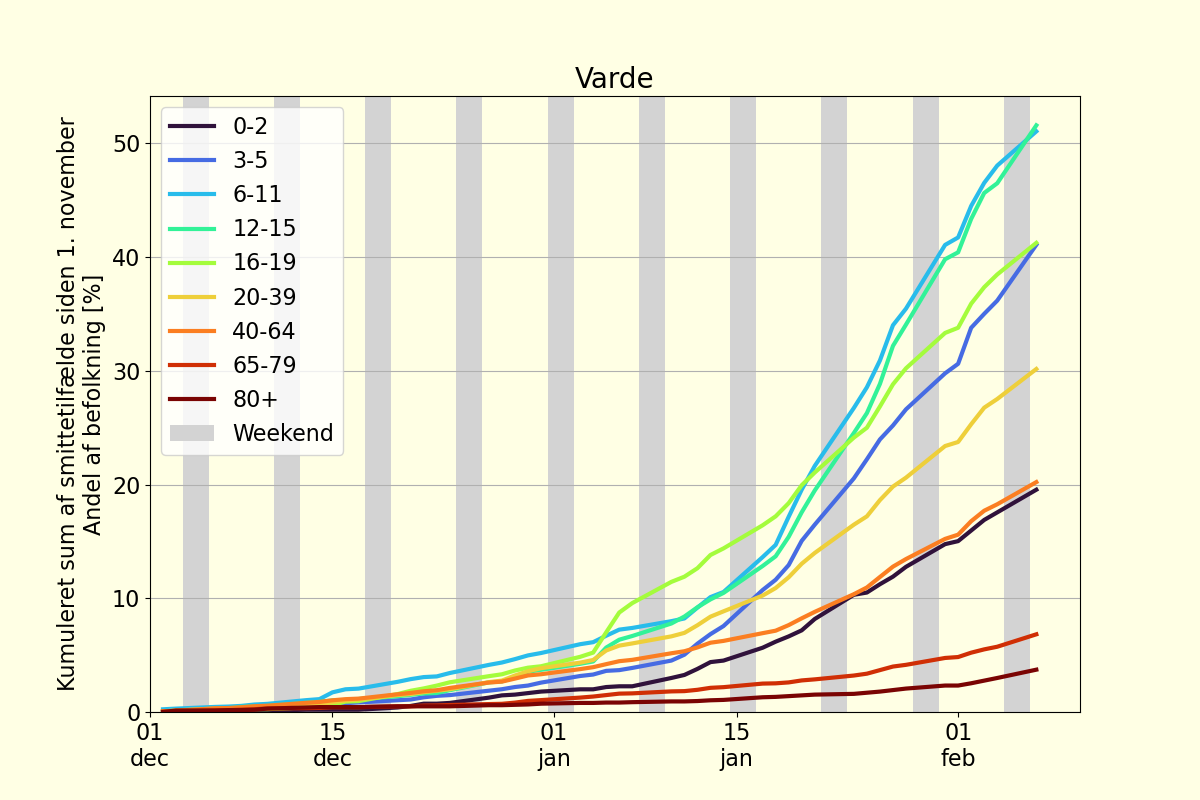 Varde
Kumuleret sum af smittetilfælde siden 1. november
Andel af befolkning [%]
50
40
30
20
10
0
0-2
3-5
6-11
12-15
16-19
20-39
40-64
65-79
80+
Weekend
01 15 01 15 01
dec dec jan jan feb